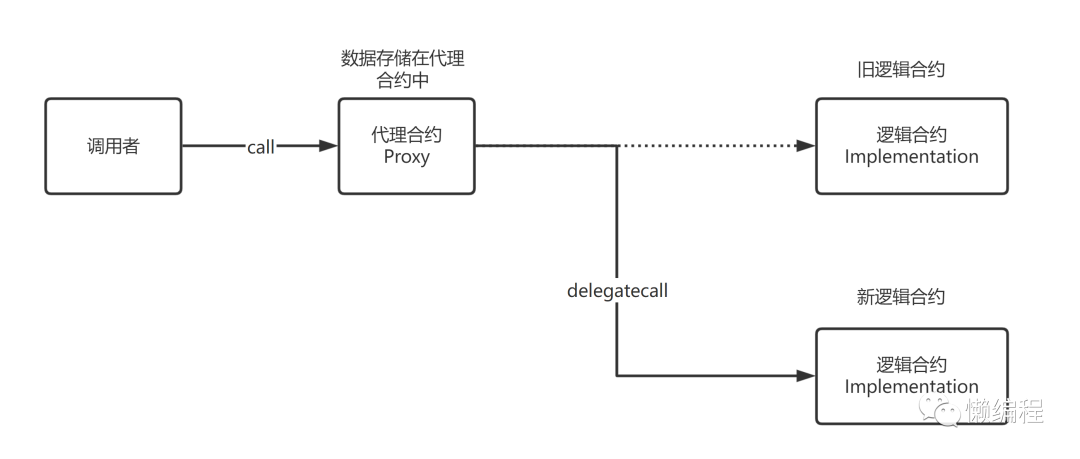 数据存储在代理
合约中
旧逻辑合约
调用者
call
代理合约
Proxy
逻辑合约
Implementation
delegatecall
新逻辑合约
逻辑合约
Implementation
懒编程